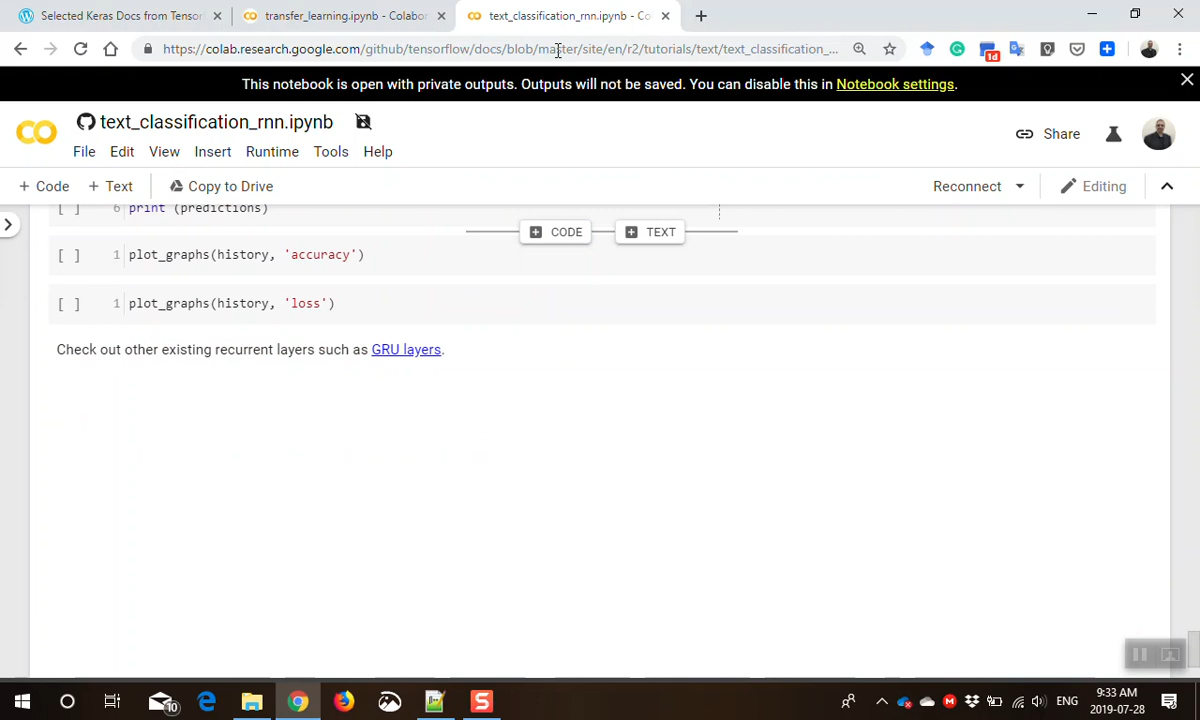 Selected Keras Docs from Tensor
transfer_learning.ipynb - Colabor
text_classification_rnn.ipynb - Co
https://colab.research.google.com/github/tensorflow/docs/blob/master/site/en/r2/tutorials/text/text_classification_...
1d
This notebook is open with private outputs. Outputs will not be saved. You can disable this in Notebook settings.
text_classification_rnn.ipynb
Share
File Edit View Insert Runtime Tools Help
+ Code + Text Copy to Drive Reconnect Editing
[ ] 6 print (predictions)
CODE TEXT
[ ] 1 plot_graphs(history, 'accuracy')
[ ] 1 plot_graphs(history, 'loss')
Check out other existing recurrent layers such as GRU layers.
10
ENG
9:33 AM
2019-07-28